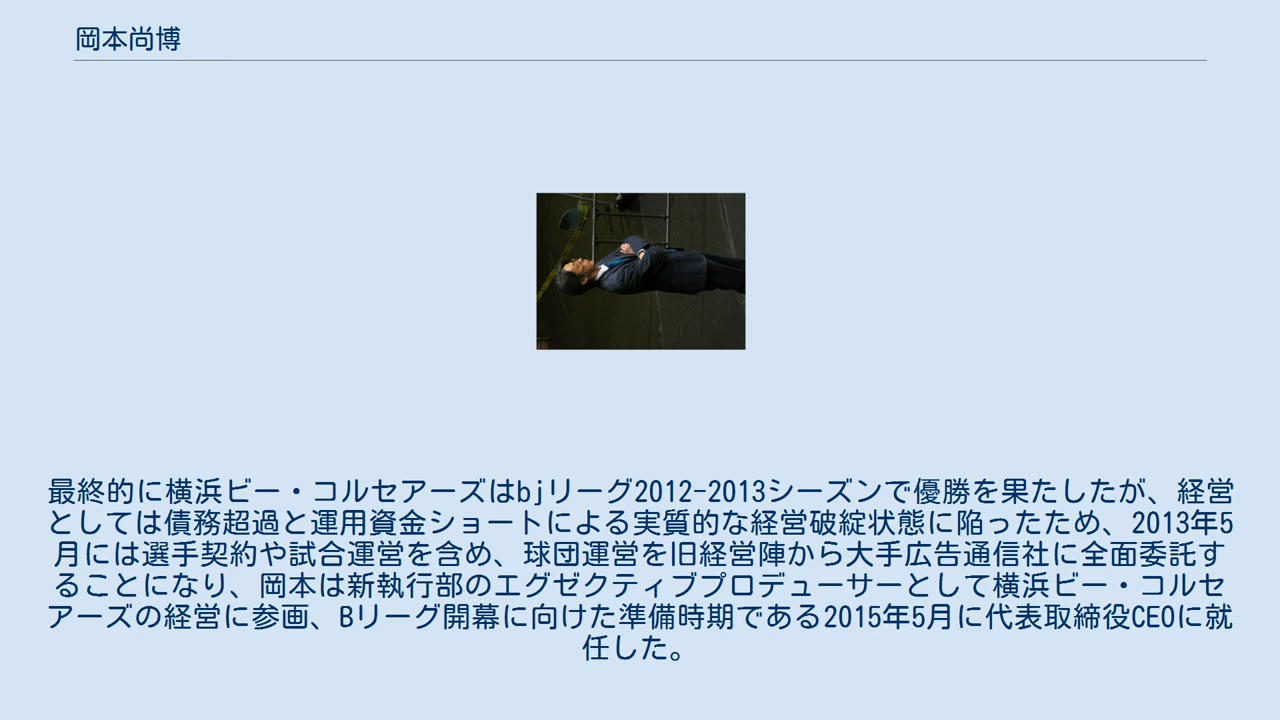 岡本尚博
最終的に横浜ビー・コルセアーズはbjリーグ2012-2013シーズンで優勝を果たしたが、経営
としては債務超過と運用資金ショートによる実質的な経営破綻状態に陥ったため、2013年5
月には選手契約や試合運営を含め、球団運営を旧経営陣から大手広告通信社に全面委託す
ることになり、岡本は新執行部のエグゼクティブプロデューサーとして横浜ビー・コルセ
アーズの経営に参画、Bリーグ開幕に向けた準備時期である2015年5月に代表取締役CEOに就
任した。